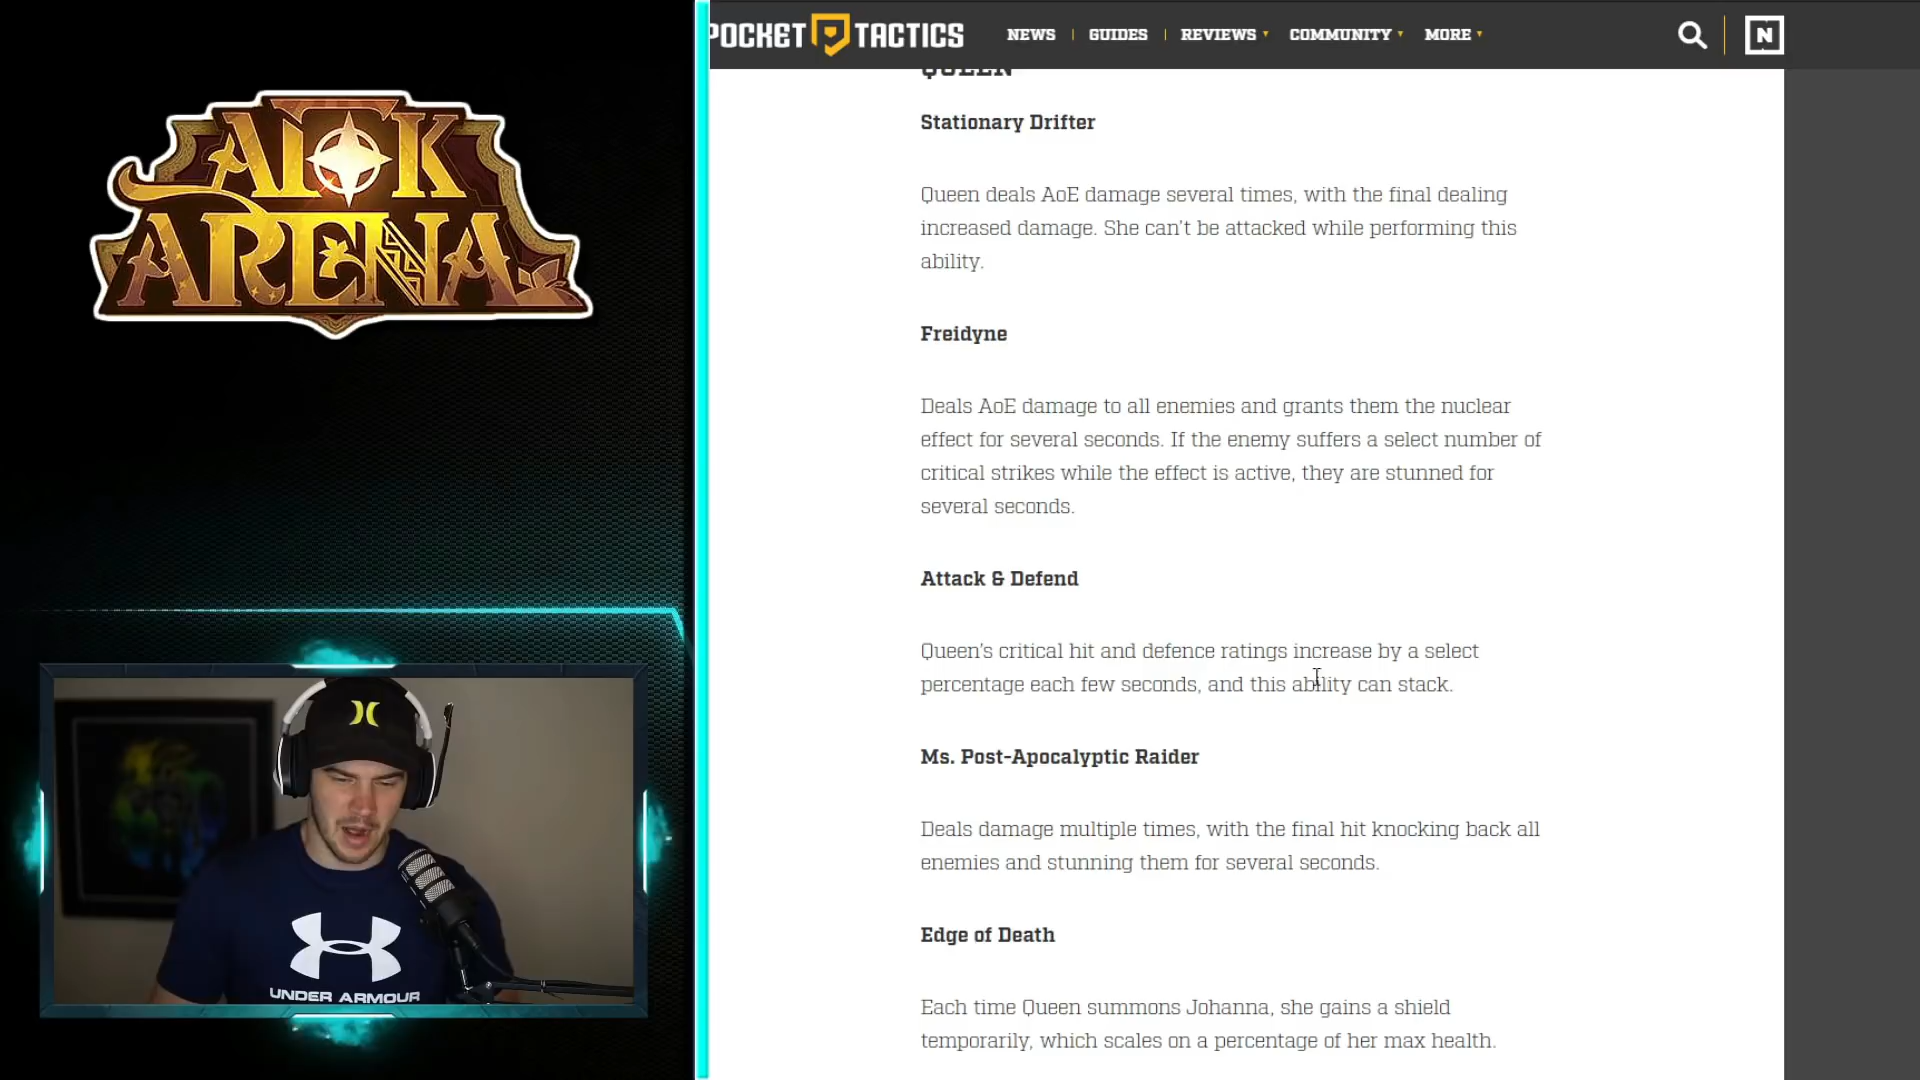 AFK
ARENA
UNDER ARMOUR
POCKET TACTICS
NEWS
GUIDES
REVIEWS
COMMUNITY
MORE
N
QUEEN
Stationary Drifter
Queen deals AoE damage several times, with the final dealing
increased damage. She can't be attacked while performing this
ability.
Freidyne
Deals AoE damage to all enemies and grants them the nuclear
effect for several seconds. If the enemy suffers a select number of
critical strikes while the effect is active, they are stunned for
several seconds.
Attack & Defend
Queen's critical hit and defence ratings increase by a select
percentage each few seconds, and this ability can stack.
Ms. Post-Apocalyptic Raider
Deals damage multiple times, with the final hit knocking back all
enemies and stunning them for several seconds.
Edge of Death
Each time Queen summons Johanna, she gains a shield
temporarily, which scales on a percentage of her max health.